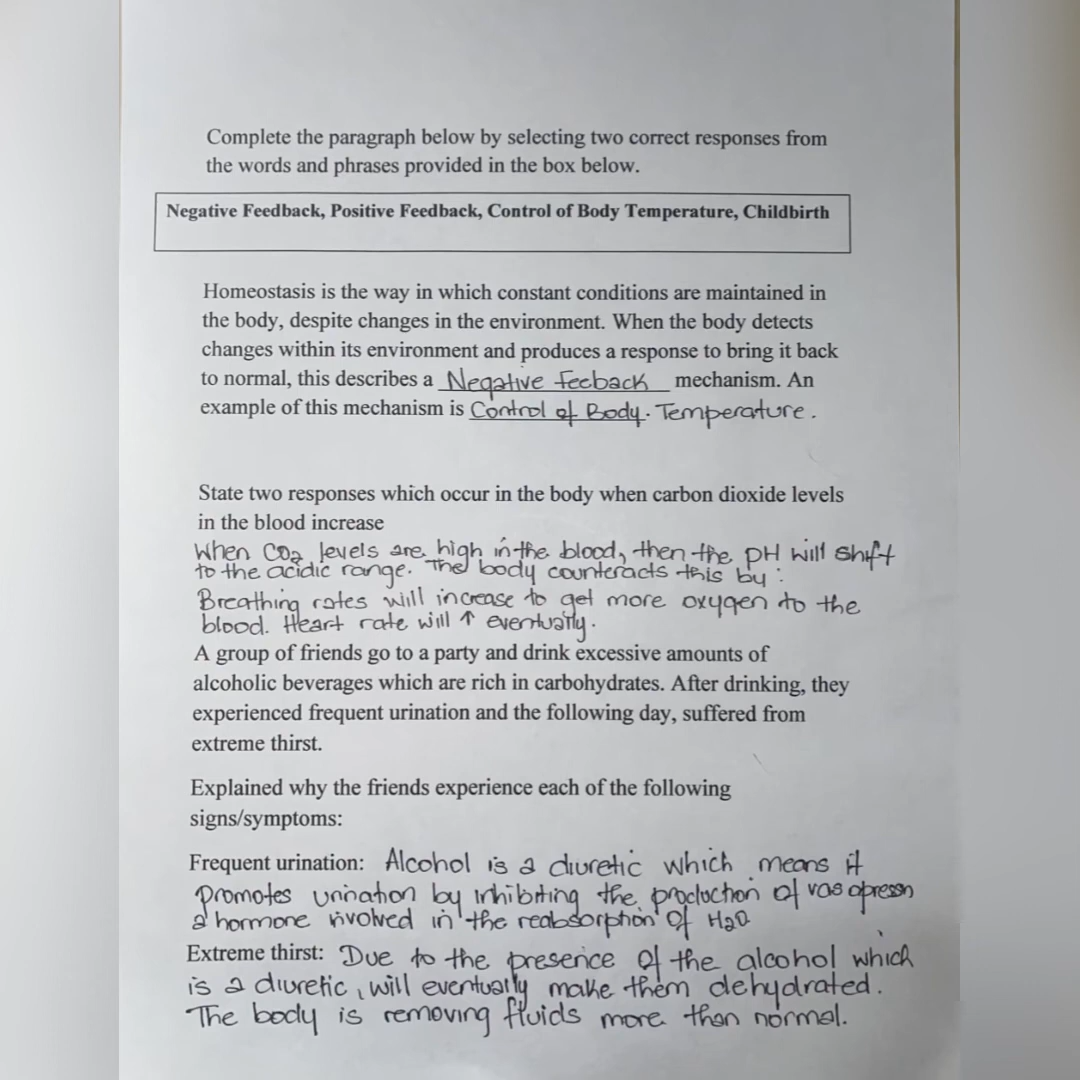 Complete the paragraph below by selecting two correct responses from
the words and phrases provided in the box below.
Negative Feedback, Positive Feedback, Control of Body Temperature, Childbirth
Homeostasis is the way in which constant conditions are maintained in
the body, despite changes in the environment. When the body detects
changes within its environment and produces a response to bring it back
to normal, this describes a Negative Feeback mechanism. An
example of this mechanism is Control of Body. Temperature.
State two responses which occur in the body when carbon dioxide levels
in the blood increase
When CO2 levels are high in the blood, then the pH will shift
to the acidic range. The body counteracts this by :
Breathing rates will increase to get more oxygen to the
blood. Heart rate will ↑ eventually.
A group of friends go to a party and drink excessive amounts of
alcoholic beverages which are rich in carbohydrates. After drinking, they
experienced frequent urination and the following day, suffered from
extreme thirst.
Explained why the friends experience each of the following
signs/symptoms:
Frequent urination: Alcohol is a diuretic which means it
promotes urination by inhibiting the production of vasopressn
a hormone involved in the reabsorption of H2O
Extreme thirst: Due to the presence of the alcohol which
is a diuretic, will eventually make them dehydrated.
The body is removing fluids more than normal.